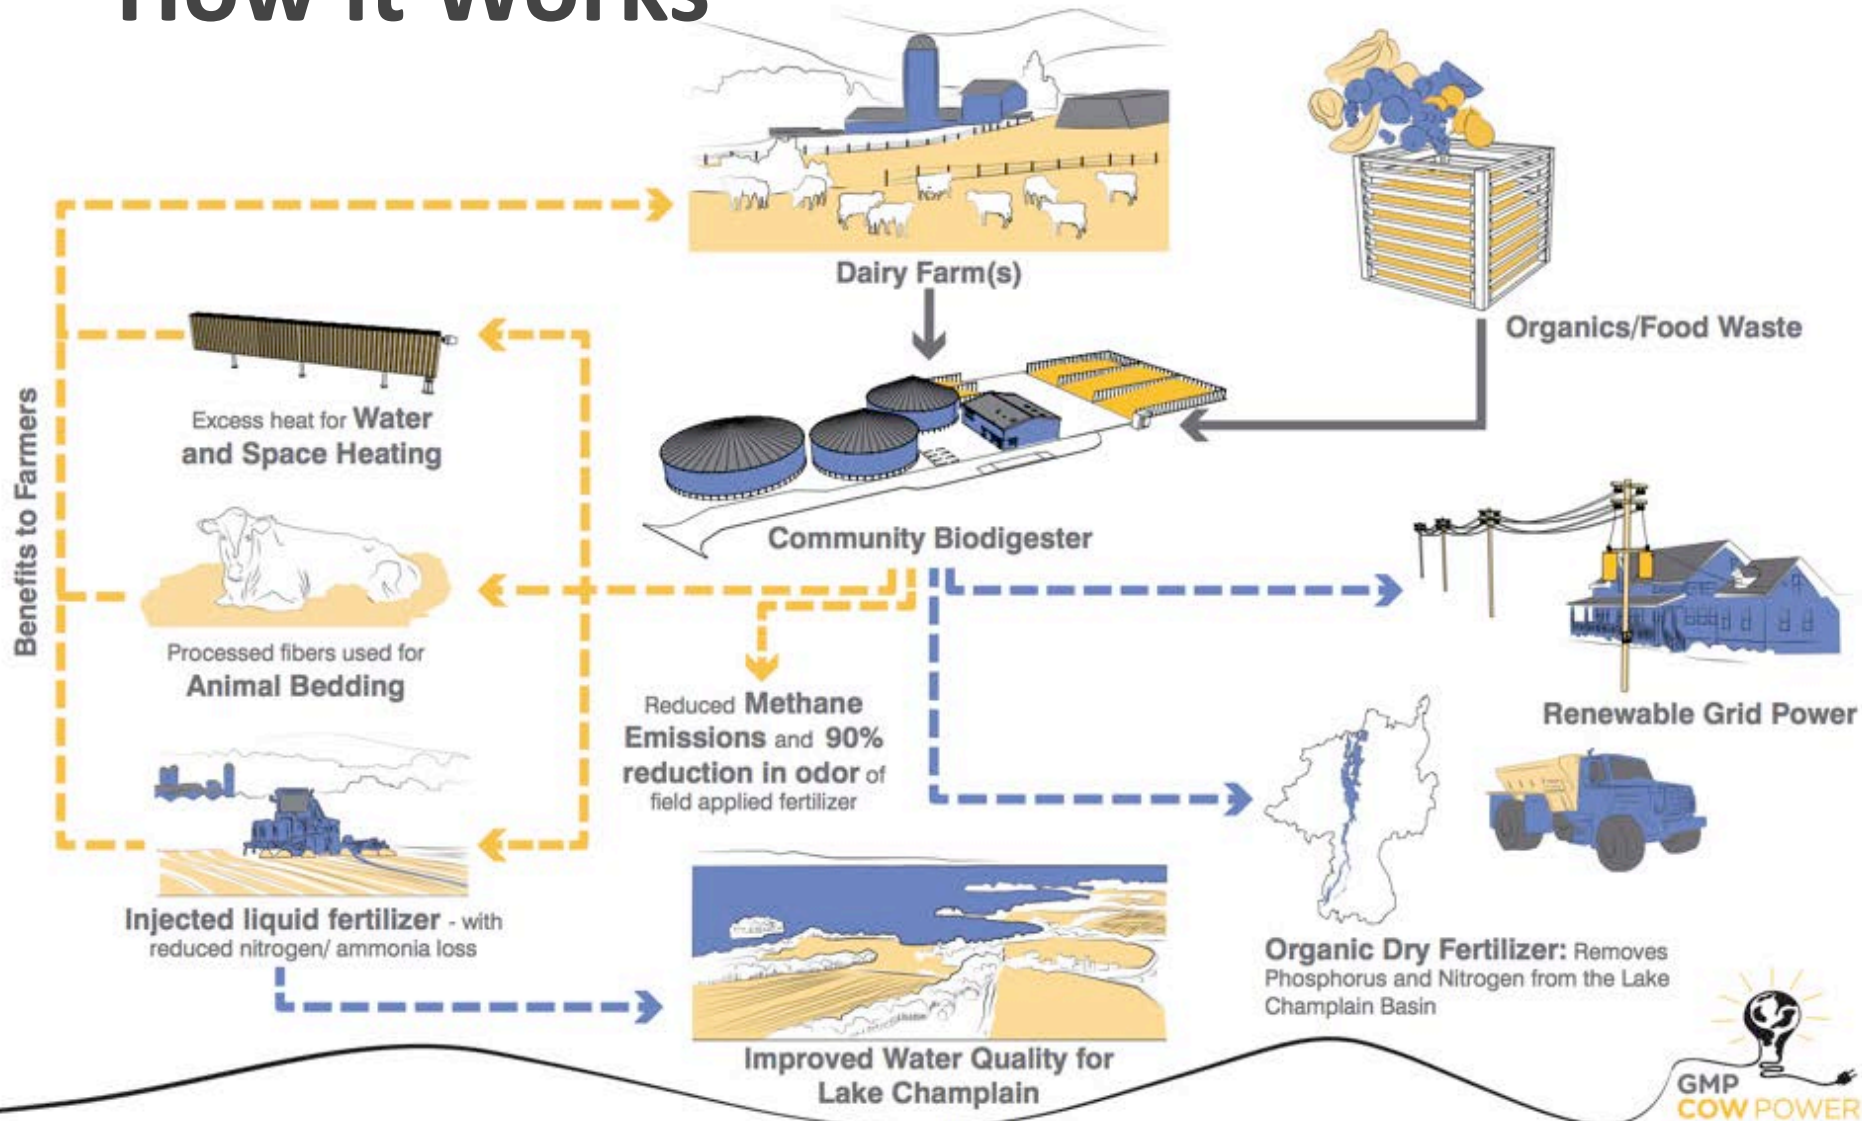 How It Works
Dairy Farm(s)
Organics/Food Waste
Benefits to Farmers
Excess heat for Water
and Space Heating
Community Biodigester
Processed fibers used for
Animal Bedding
Reduced Methane
Emissions and 90%
reduction in odor of
field applied fertilizer
Renewable Grid Power
Injected liquid fertilizer - with
reduced nitrogen/ ammonia loss
Organic Dry Fertilizer: Removes
Phosphorus and Nitrogen from the Lake
Champlain Basin
Improved Water Quality for
Lake Champlain
GMP
COW POWER